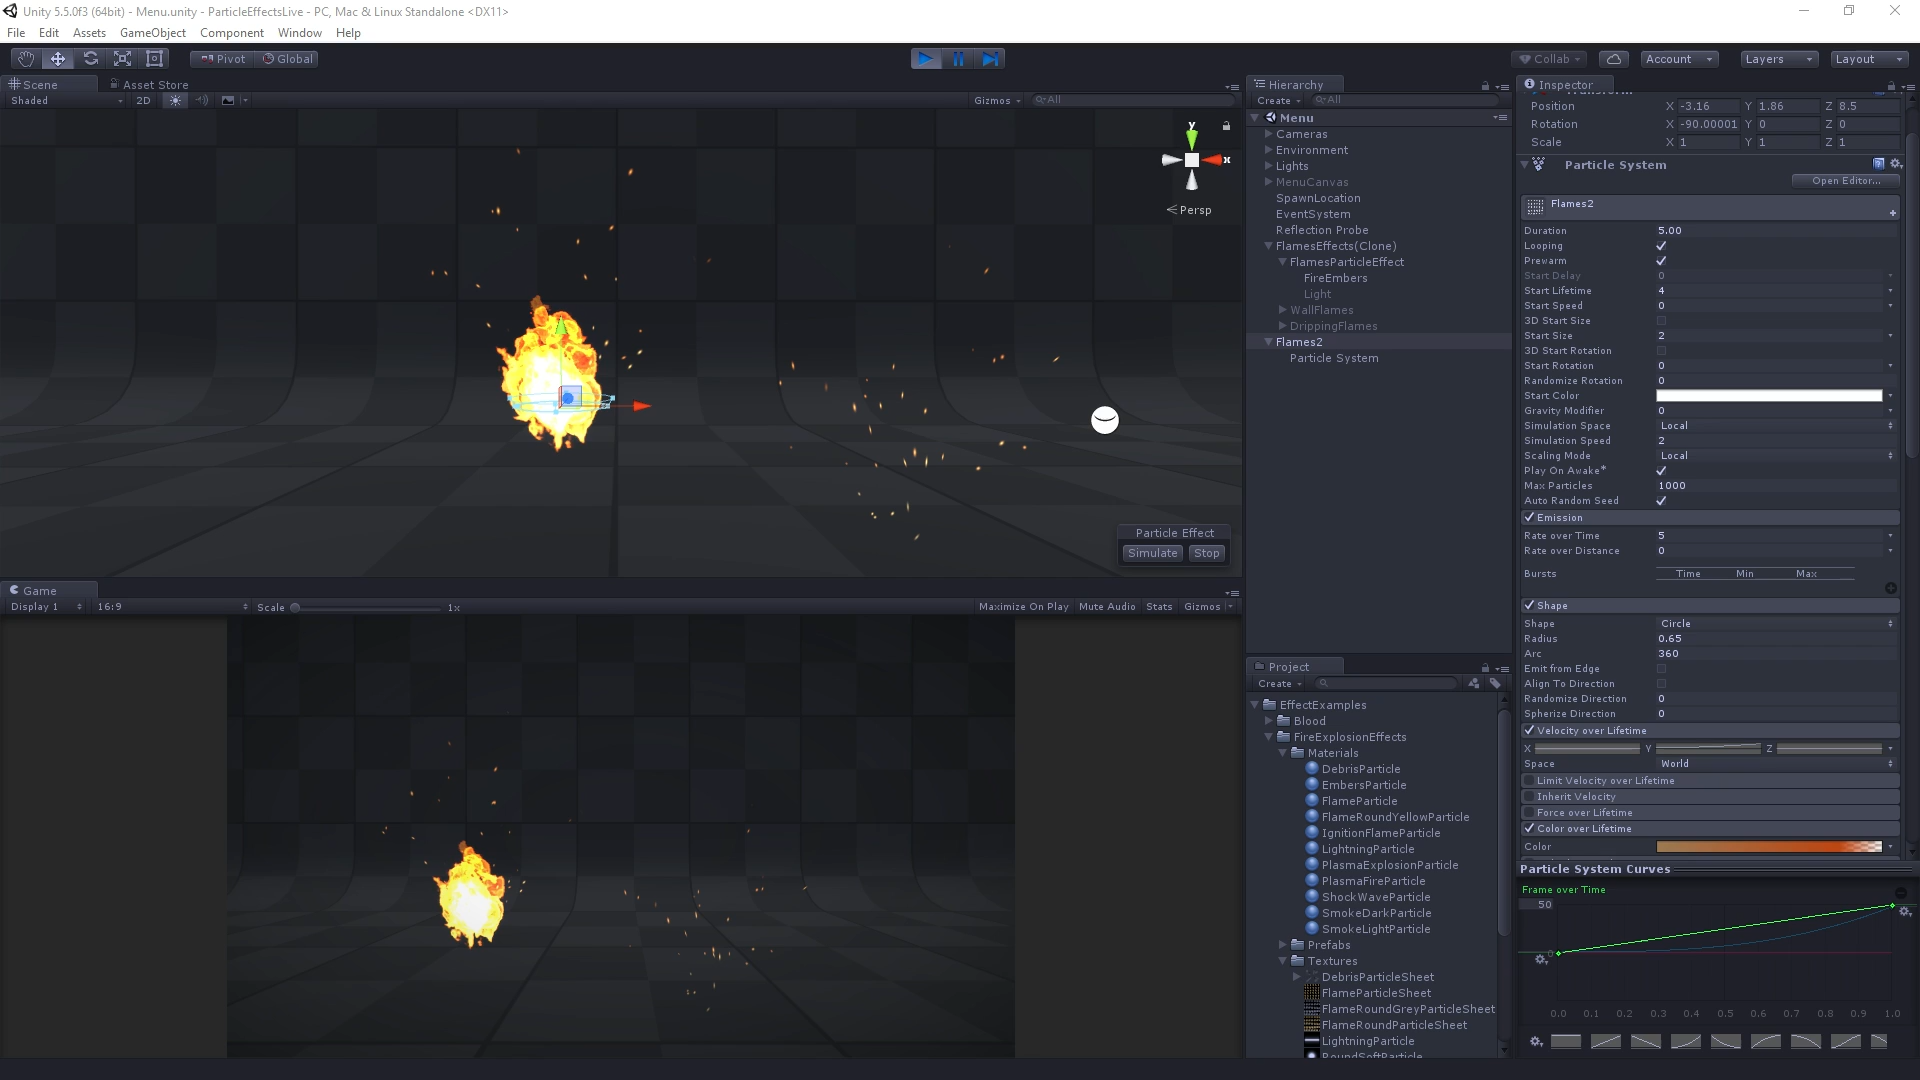 Unity 5.5.0f3 (64bit) - Menu.unity - ParticleEffectsLive - PC, Mac & Linux Standalone <DX11>
File Edit Assets GameObject Component Window Help
Pivot Global
Collab Account Layers Layout
Scene Asset Store
Shaded 2D Gizmos All
y
x
Persp
Particle Effect
Simulate Stop
Game
Display 1 16:9 Scale 1x Maximize On Play Mute Audio Stats Gizmos
Hierarchy
Create All
Menu
Cameras
Environment
Lights
MenuCanvas
SpawnLocation
EventSystem
Reflection Probe
FlamesEffects(Clone)
FlamesParticleEffect
FireEmbers
Light
WallFlames
DrippingFlames
Flames2
Particle System
Project
Create
EffectExamples
Blood
FireExplosionEffects
Materials
DebrisParticle
EmbersParticle
FlameParticle
FlameRoundYellowParticle
IgnitionFlameParticle
LightningParticle
PlasmaExplosionParticle
PlasmaFireParticle
ShockWaveParticle
SmokeDarkParticle
SmokeLightParticle
Prefabs
Textures
DebrisParticleSheet
FlameParticleSheet
FlameRoundGreyParticleSheet
FlameRoundParticleSheet
LightningParticle
RoundSoftParticle
Inspector
Transform
Position X -3.16 Y 1.86 Z 8.5
Rotation X -90.00001 Y 0 Z 0
Scale X 1 Y 1 Z 1
Particle System
Open Editor...
Flames2
Duration 5.00
Looping
Prewarm
Start Delay 0
Start Lifetime 4
Start Speed 0
3D Start Size
Start Size 2
3D Start Rotation
Start Rotation 0
Randomize Rotation 0
Start Color
Gravity Modifier 0
Simulation Space Local
Simulation Speed 2
Scaling Mode Local
Play On Awake*
Max Particles 1000
Auto Random Seed
Emission
Rate over Time 5
Rate over Distance 0
Bursts Time Min Max
Shape
Shape Circle
Radius 0.65
Arc 360
Emit from Edge
Align To Direction
Randomize Direction 0
Spherize Direction 0
Velocity over Lifetime
X Y Z
Space World
Limit Velocity over Lifetime
Inherit Velocity
Force over Lifetime
Color over Lifetime
Color
Particle System Curves
Frame over Time
50
0
0.0 0.1 0.2 0.3 0.4 0.5 0.6 0.7 0.8 0.9 1.0